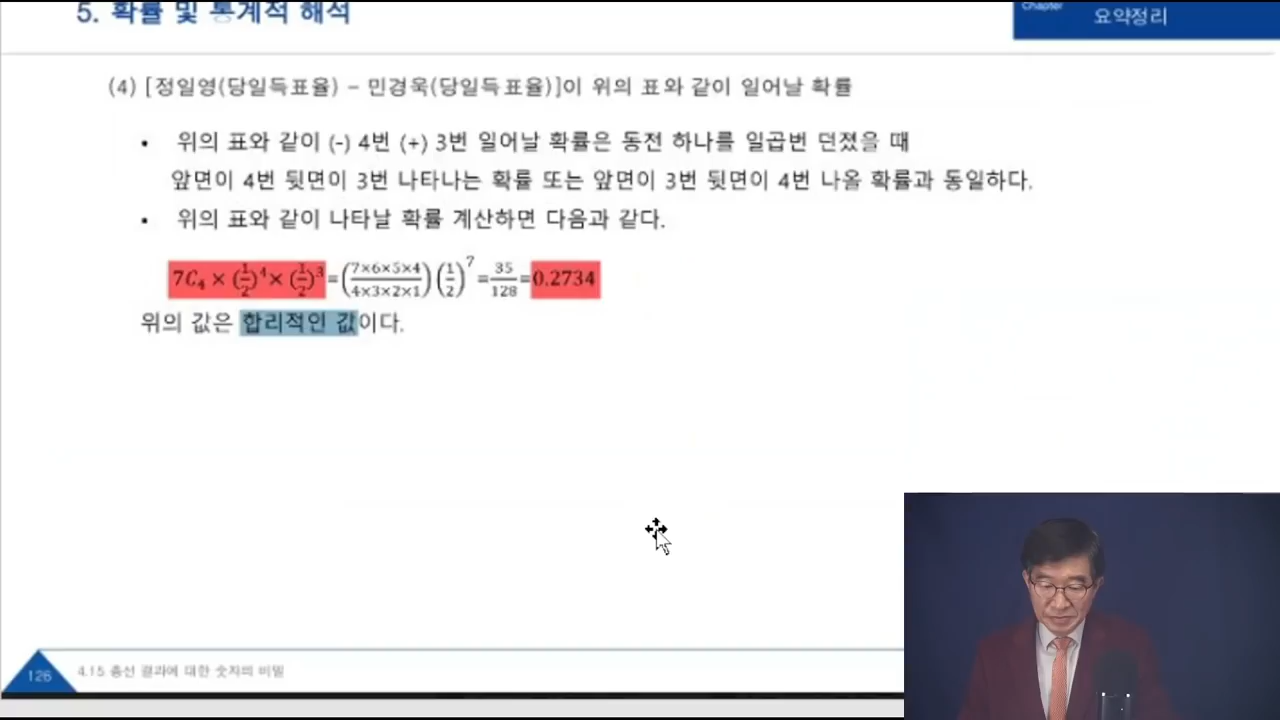 5. 확률 및 통계적 해석
Chapter
요약정리
(4) [정일영(당일득표율) – 민경욱(당일득표율)]이 위의 표와 같이 일어날 확률
• 위의 표와 같이 (-) 4번 (+) 3번 일어날 확률은 동전 하나를 일곱번 던졌을 때
앞면이 4번 뒷면이 3번 나타나는 확률 또는 앞면이 3번 뒷면이 4번 나올 확률과 동일하다.
• 위의 표와 같이 나타날 확률 계산하면 다음과 같다.
7C₄ × (1/2)⁴ × (1/2)³ = (7×6×5×4 / 4×3×2×1) (1/2)⁷ = 35/128 = 0.2734
위의 값은 합리적인 값이다.
126
4.15 총선 결과에 대한 숫자의 비밀